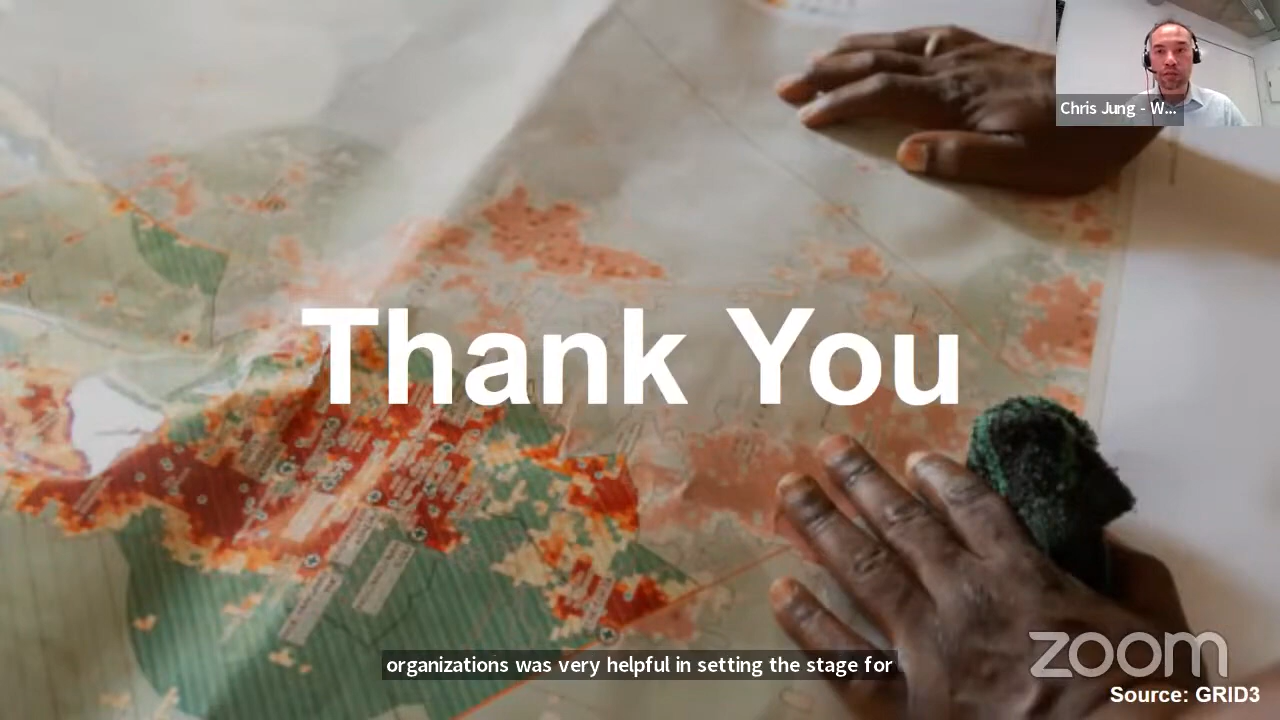 Chris Jung - W...
Thank You
organizations was very helpful in setting the stage for
zoom
Source: GRID3